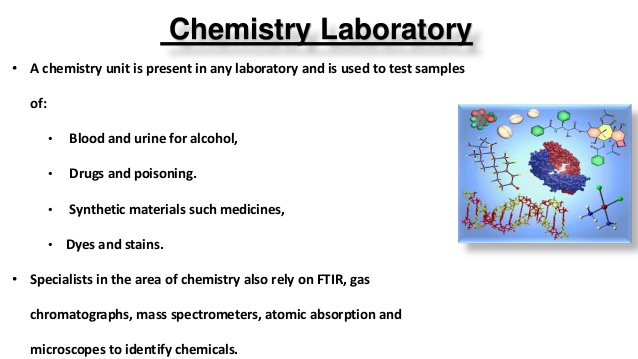 Chemistry Laboratory
• A chemistry unit is present in any laboratory and is used to test samples
of:
• Blood and urine for alcohol,
• Drugs and poisoning.
• Synthetic materials such medicines,
• Dyes and stains.
• Specialists in the area of chemistry also rely on FTIR, gas
chromatographs, mass spectrometers, atomic absorption and
microscopes to identify chemicals.